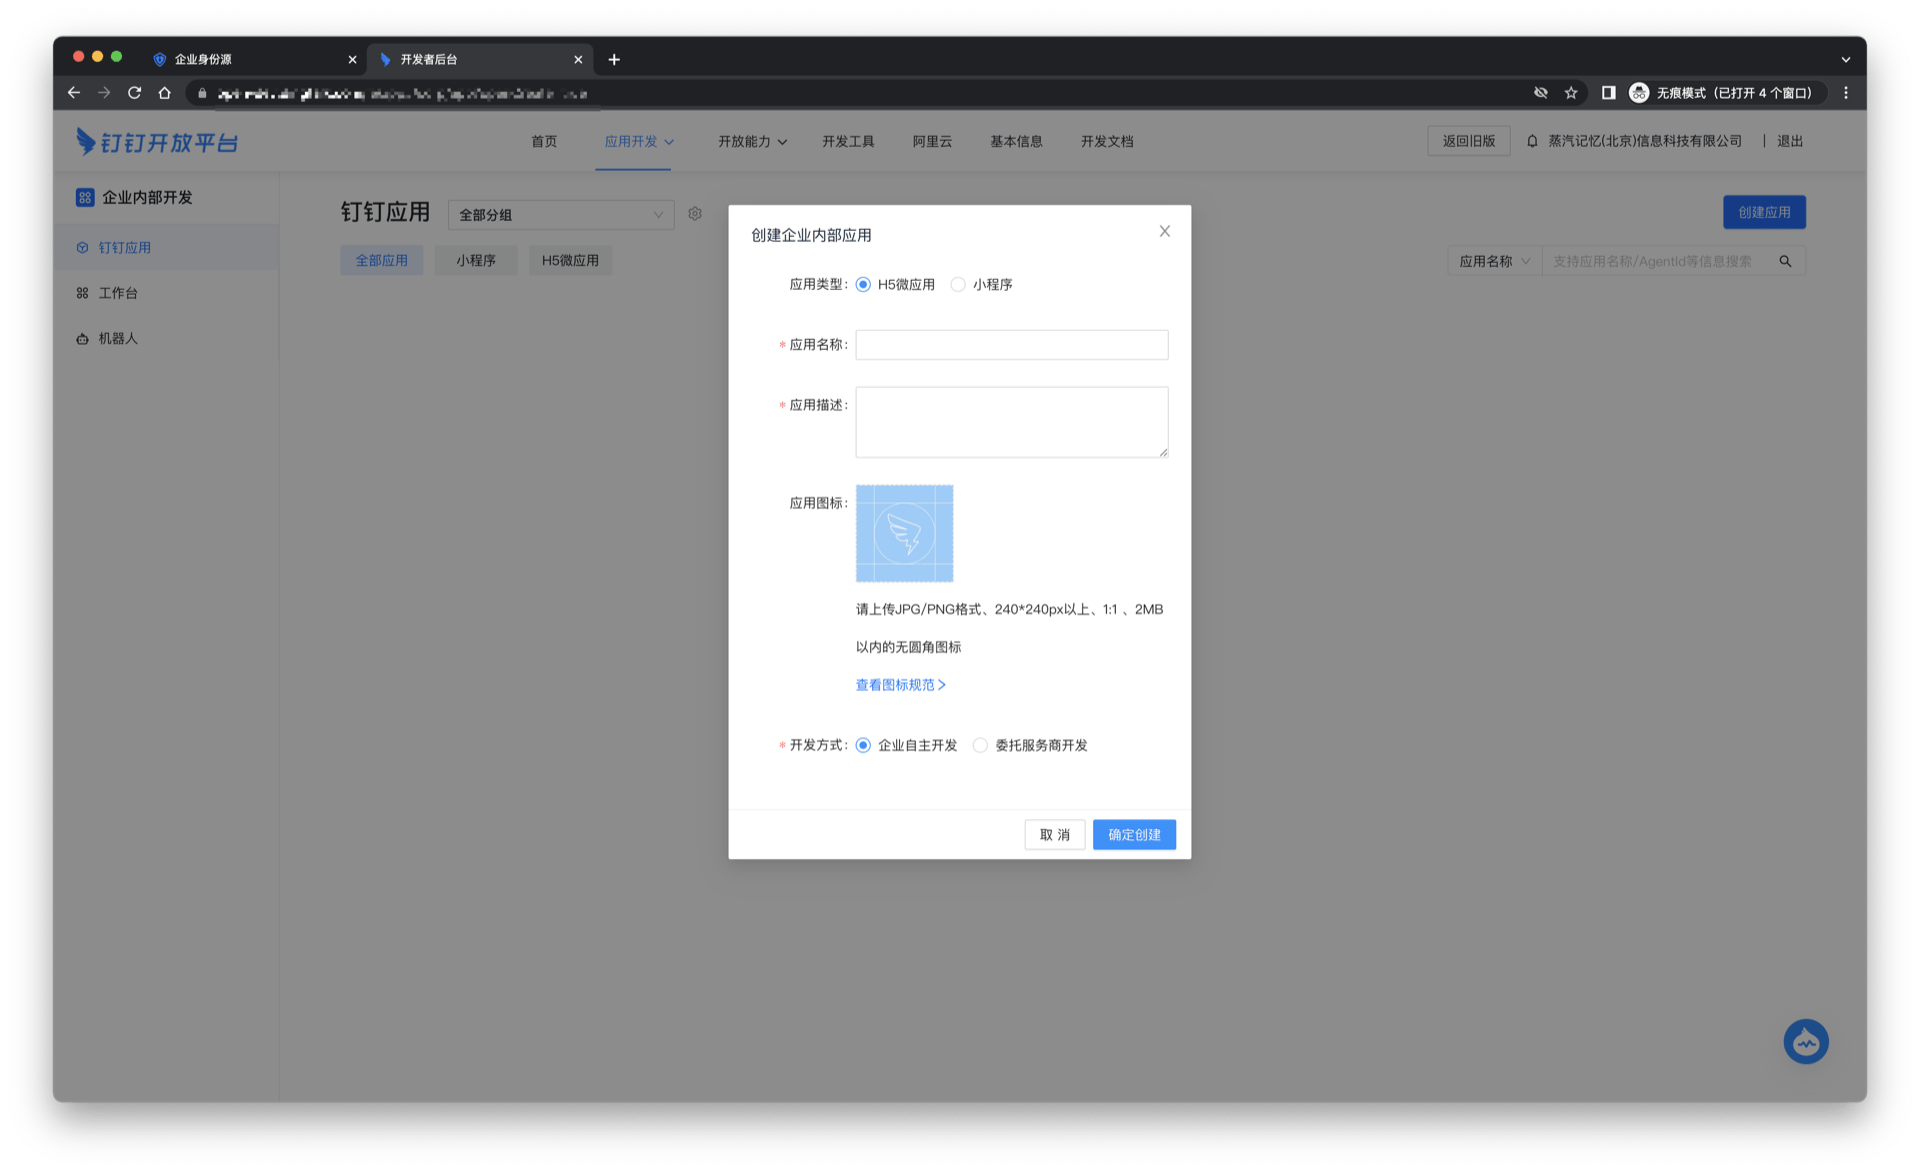 企业身份源
开发者后台
无痕模式（已打开 4 个窗口）
钉钉开放平台
首页
应用开发
开放能力
开发工具
阿里云
基本信息
开发文档
返回旧版
蒸汽记忆(北京)信息科技有限公司
退出
企业内部开发
钉钉应用
工作台
机器人
钉钉应用
全部分组
创建应用
全部应用
小程序
H5微应用
应用名称
支持应用名称/AgentId等信息搜索
创建企业内部应用
应用类型: H5微应用 小程序
* 应用名称:
* 应用描述:
应用图标:
请上传JPG/PNG格式、240*240px以上、1:1 、2MB
以内的无圆角图标
查看图标规范
* 开发方式: 企业自主开发 委托服务商开发
取 消
确定创建